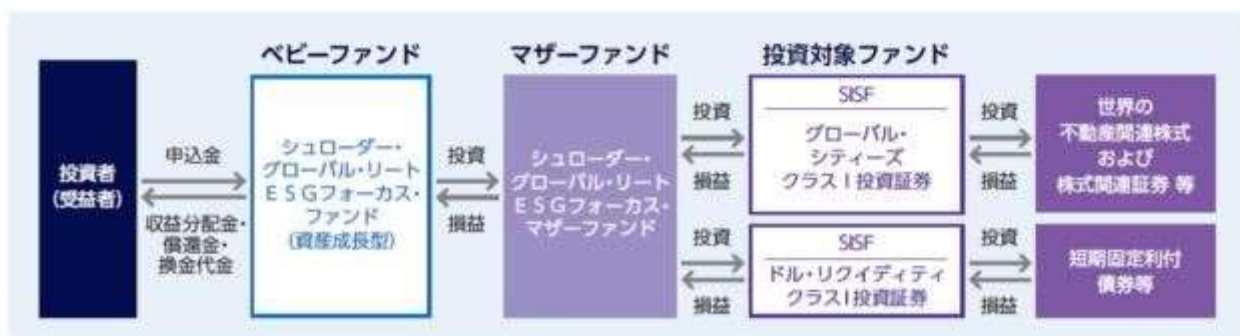 ベビーファンド
マザーファンド
投資対象ファンド
投資者
(受益者)
申込金
収益分配金・
償還金・
換金代金
シュローダー・
グローバル・リート
ESGフォーカス・
ファンド
(資産成長型)
投資
損益
シュローダー・
グローバル・リート
ESGフォーカス・
マザーファンド
投資
損益
SISF
グローバル・
シティーズ
クラスI投資証券
投資
損益
世界の
不動産関連株式
および
株式関連証券 等
投資
損益
SISF
ドル・リクイディティ
クラスI投資証券
投資
損益
短期固定利付
債券等